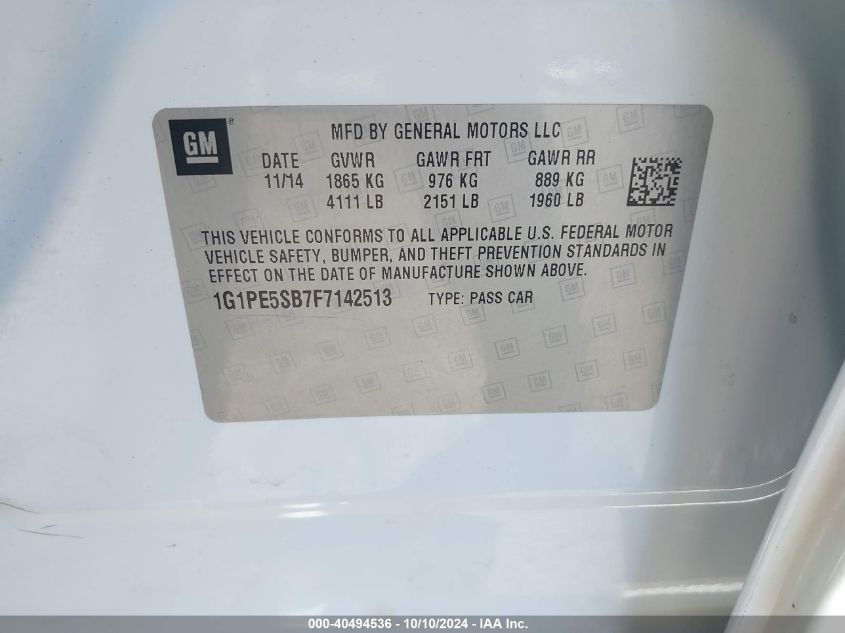 GM ®
MFD BY GENERAL MOTORS LLC
DATE GVWR GAWR FRT GAWR RR
11/14 1865 KG 976 KG 889 KG
4111 LB 2151 LB 1960 LB
THIS VEHICLE CONFORMS TO ALL APPLICABLE U.S. FEDERAL MOTOR
VEHICLE SAFETY, BUMPER, AND THEFT PREVENTION STANDARDS IN
EFFECT ON THE DATE OF MANUFACTURE SHOWN ABOVE.
1G1PE5SB7F7142513 TYPE: PASS CAR
000-40494536 - 10/10/2024 - IAA Inc.